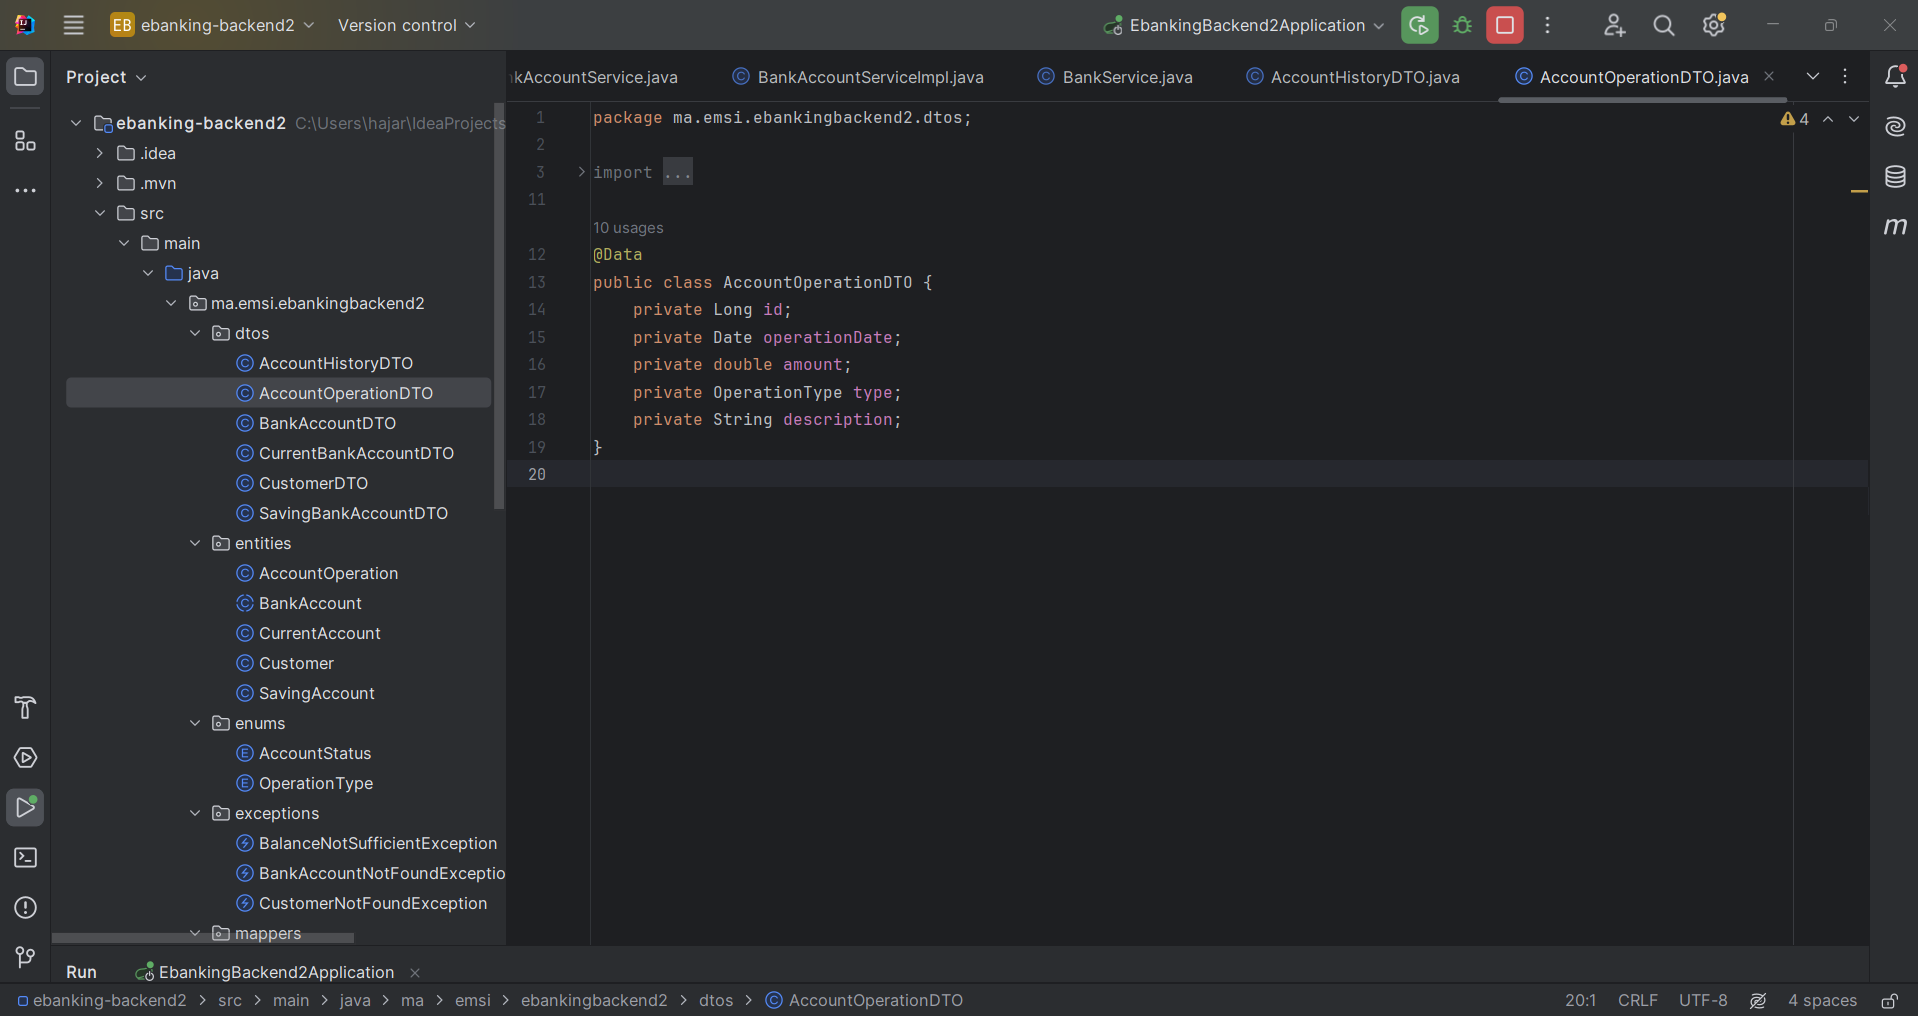 EB ebanking-backend2 Version control EbankingBackend2Application
Project
ebanking-backend2 C:\Users\hajar\IdeaProjects
.idea
.mvn
src
main
java
ma.emsi.ebankingbackend2
dtos
AccountHistoryDTO
AccountOperationDTO
BankAccountDTO
CurrentBankAccountDTO
CustomerDTO
SavingBankAccountDTO
entities
AccountOperation
BankAccount
CurrentAccount
Customer
SavingAccount
enums
AccountStatus
OperationType
exceptions
BalanceNotSufficientException
BankAccountNotFoundExceptio
CustomerNotFoundException
mappers
kAccountService.java BankAccountServiceImpl.java BankService.java AccountHistoryDTO.java AccountOperationDTO.java
4
1 package ma.emsi.ebankingbackend2.dtos;
2
3 import ...
11
10 usages
12 @Data
13 public class AccountOperationDTO {
14 private Long id;
15 private Date operationDate;
16 private double amount;
17 private OperationType type;
18 private String description;
19 }
20
m
Run EbankingBackend2Application
ebanking-backend2 > src > main > java > ma > emsi > ebankingbackend2 > dtos > AccountOperationDTO 20:1 CRLF UTF-8 4 spaces